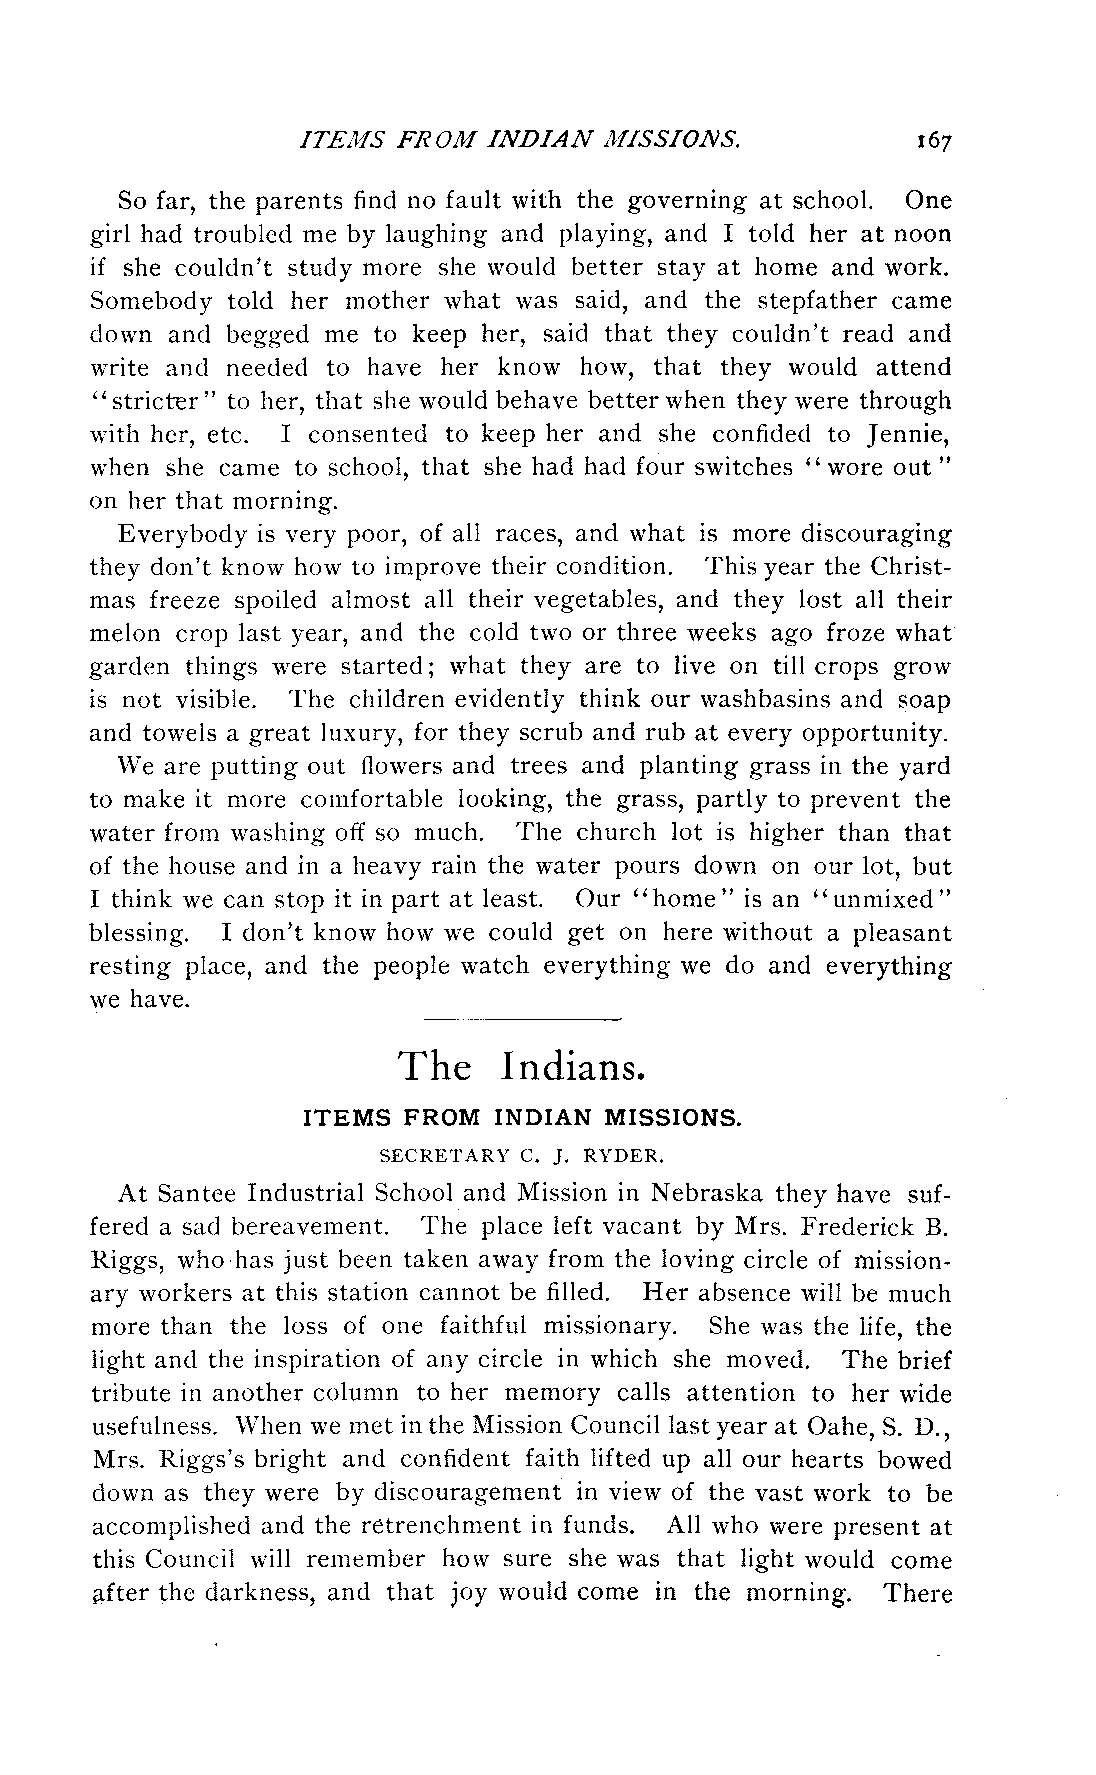 ITEMS FROM INDIAN MISSIONS. 167
So far, the parents find no fault with the governing at school. One
girl had troubled me by laughing and playing, and I told her at noon
if she couldn't study more she would better stay at home and work.
Somebody told her mother what was said, and the stepfather came
down and begged me to keep her, said that they couldn't read and
write and needed to have her know how, that they would attend
"stricter" to her, that she would behave better when they were through
with her, etc. I consented to keep her and she confided to Jennie,
when she came to school, that she had had four switches "wore out"
on her that morning.
Everybody is very poor, of all races, and what is more discouraging
they don't know how to improve their condition. This year the Christ-
mas freeze spoiled almost all their vegetables, and they lost all their
melon crop last year, and the cold two or three weeks ago froze what
garden things were started; what they are to live on till crops grow
is not visible. The children evidently think our washbasins and soap
and towels a great luxury, for they scrub and rub at every opportunity.
We are putting out flowers and trees and planting grass in the yard
to make it more comfortable looking, the grass, partly to prevent the
water from washing off so much. The church lot is higher than that
of the house and in a heavy rain the water pours down on our lot, but
I think we can stop it in part at least. Our "home" is an "unmixed"
blessing. I don't know how we could get on here without a pleasant
resting place, and the people watch everything we do and everything
we have.
The Indians.
ITEMS FROM INDIAN MISSIONS.
SECRETARY C. J. RYDER.
At Santee Industrial School and Mission in Nebraska they have suf-
fered a sad bereavement. The place left vacant by Mrs. Frederick B.
Riggs, who has just been taken away from the loving circle of mission-
ary workers at this station cannot be filled. Her absence will be much
more than the loss of one faithful missionary. She was the life, the
light and the inspiration of any circle in which she moved. The brief
tribute in another column to her memory calls attention to her wide
usefulness. When we met in the Mission Council last year at Oahe, S. D.,
Mrs. Riggs's bright and confident faith lifted up all our hearts bowed
down as they were by discouragement in view of the vast work to be
accomplished and the retrenchment in funds. All who were present at
this Council will remember how sure she was that light would come
after the darkness, and that joy would come in the morning. There